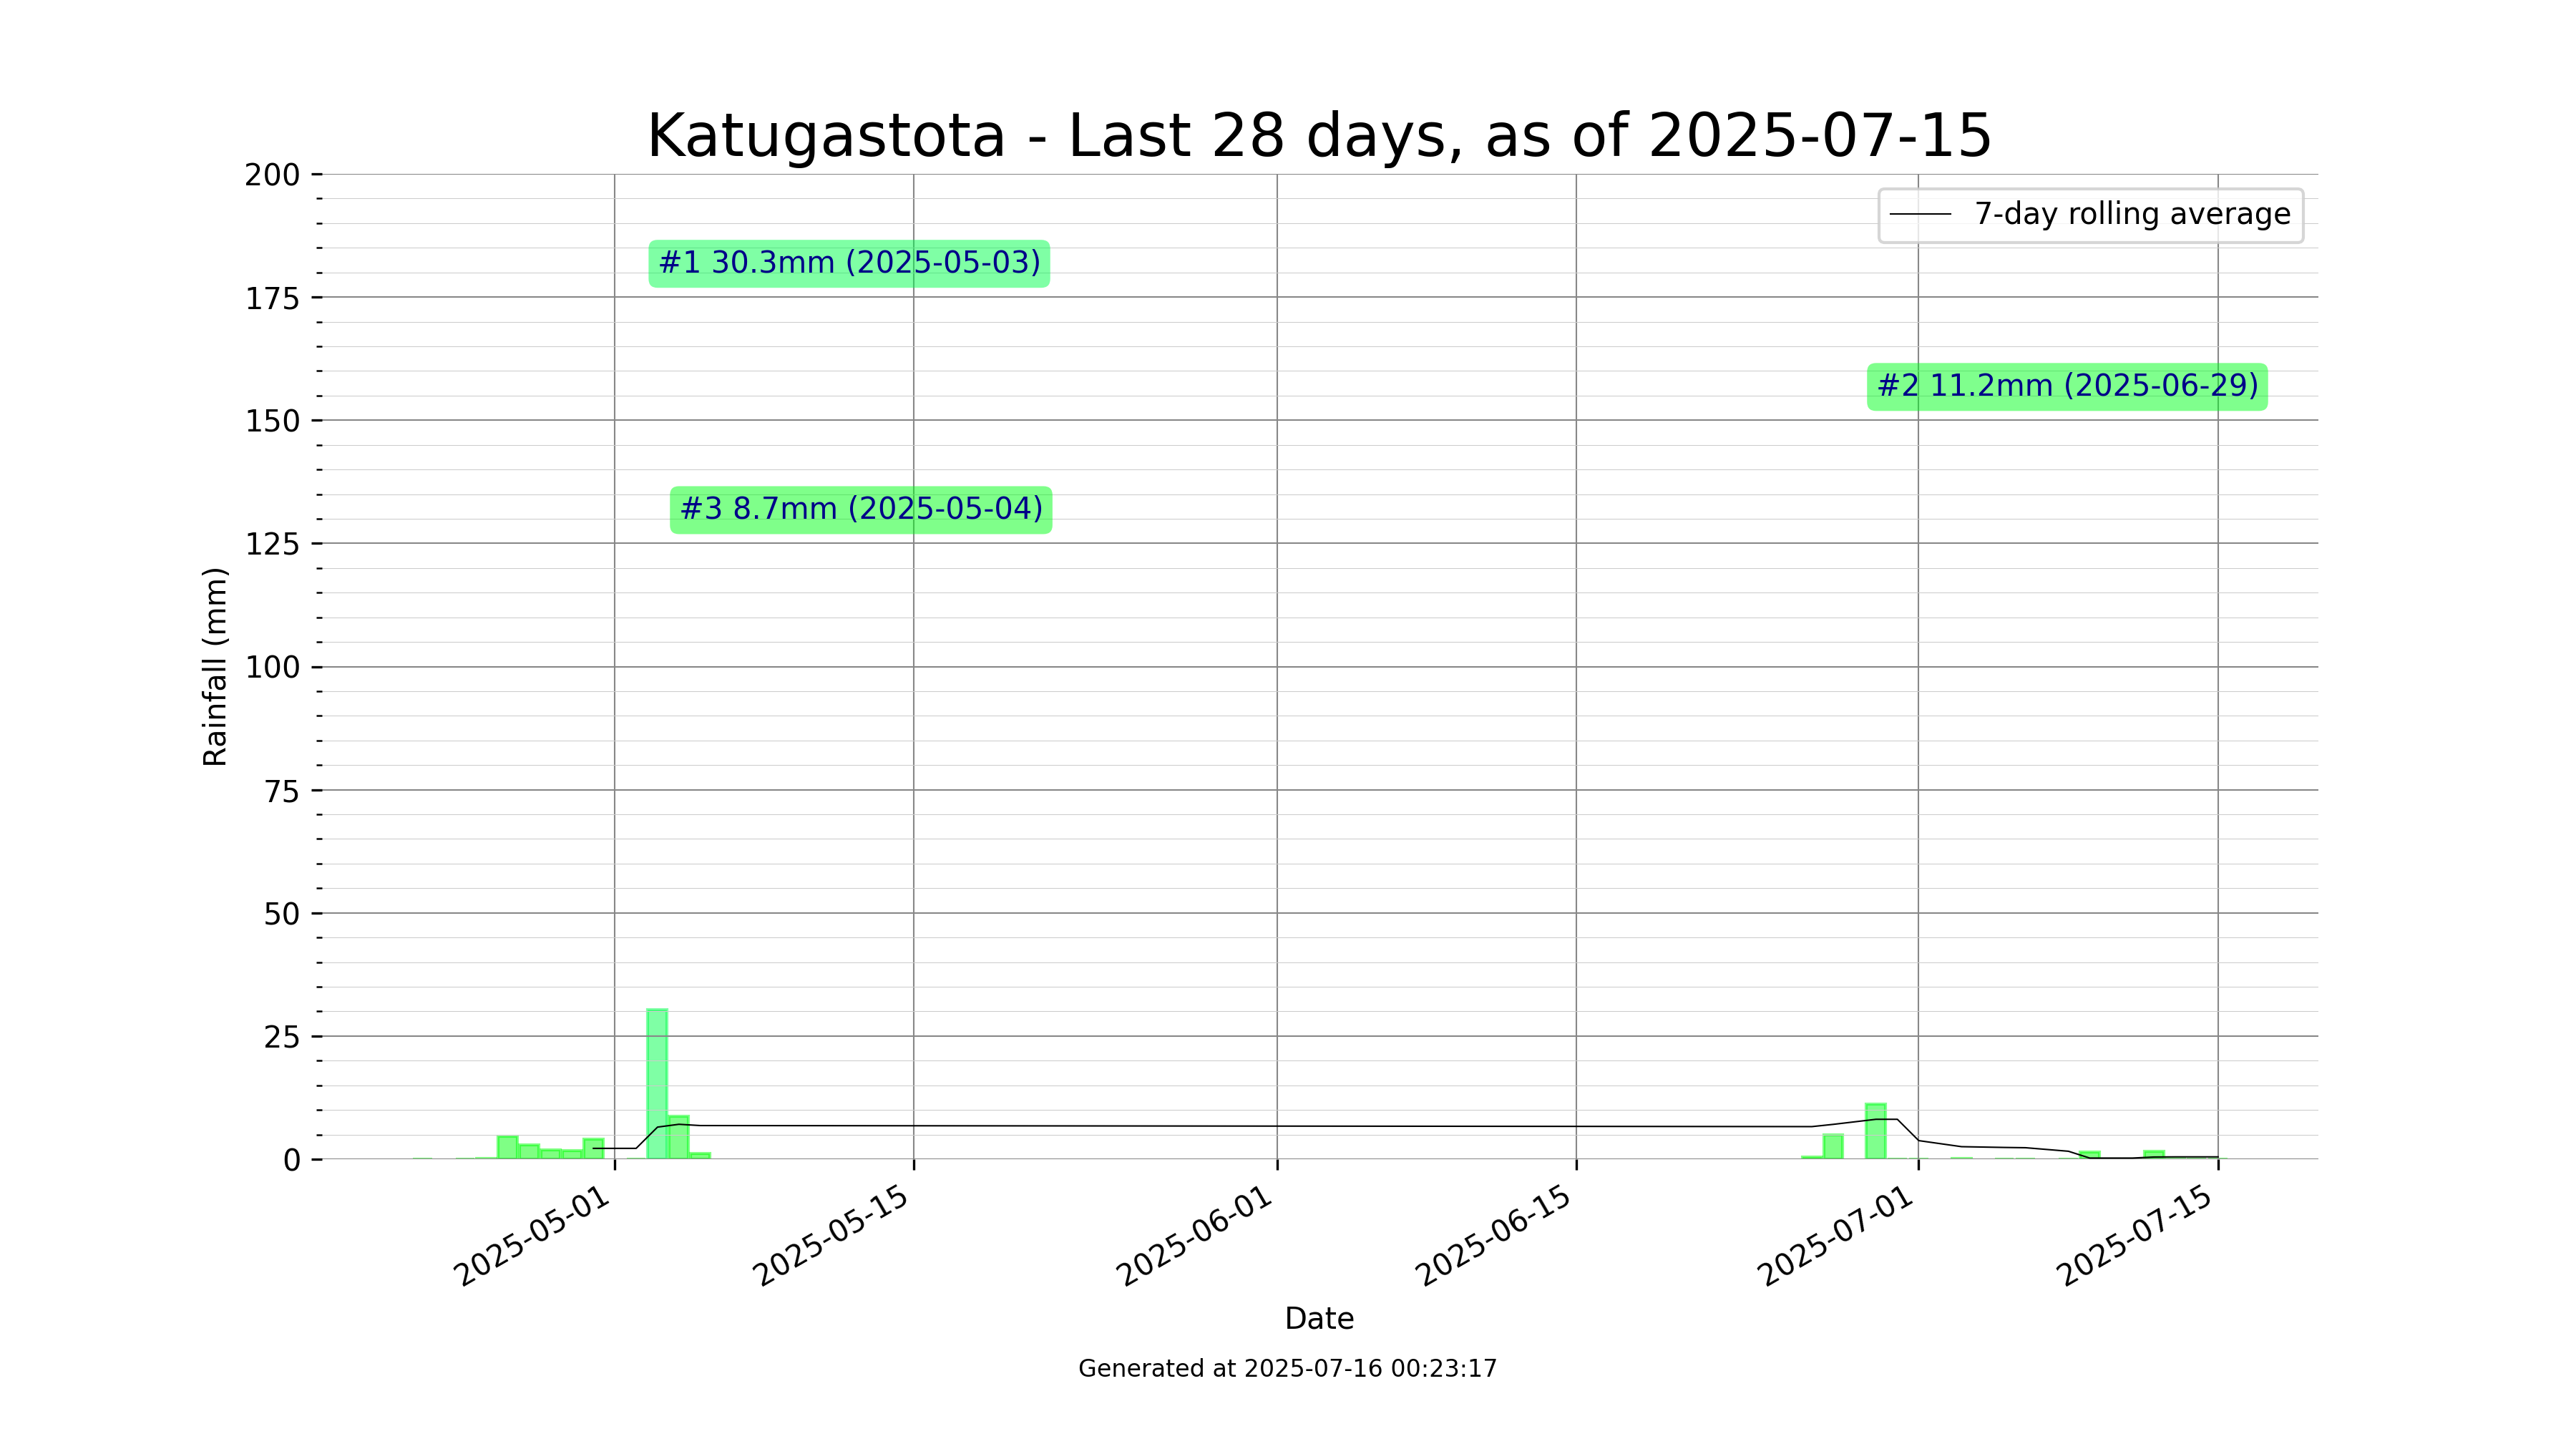 Katugastota - Last 28 days, as of 2025-07-15
200
175
150
125
100
75
50
25
0
Rainfall (mm)
7-day rolling average
#1 30.3mm (2025-05-03)
#2 11.2mm (2025-06-29)
#3 8.7mm (2025-05-04)
2025-05-01
2025-05-15
2025-06-01
2025-06-15
2025-07-01
2025-07-15
Date
Generated at 2025-07-16 00:23:17